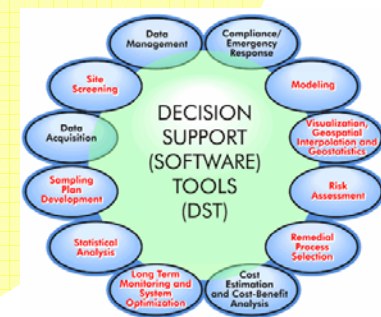 Data
Management
Compliance/
Emergency
Response
Site
Screening
Modeling
Data
Acquisition
DECISION
SUPPORT
(SOFTWARE)
TOOLS
(DST)
Visualization,
Geospatial
Interpolation and
Geostatistics
Sampling
Plan
Development
Risk
Assessment
Statistical
Analysis
Remedial
Process
Selection
Long Term
Monitoring and
System
Optimization
Cost
Estimation
and Cost-Benefit
Analysis